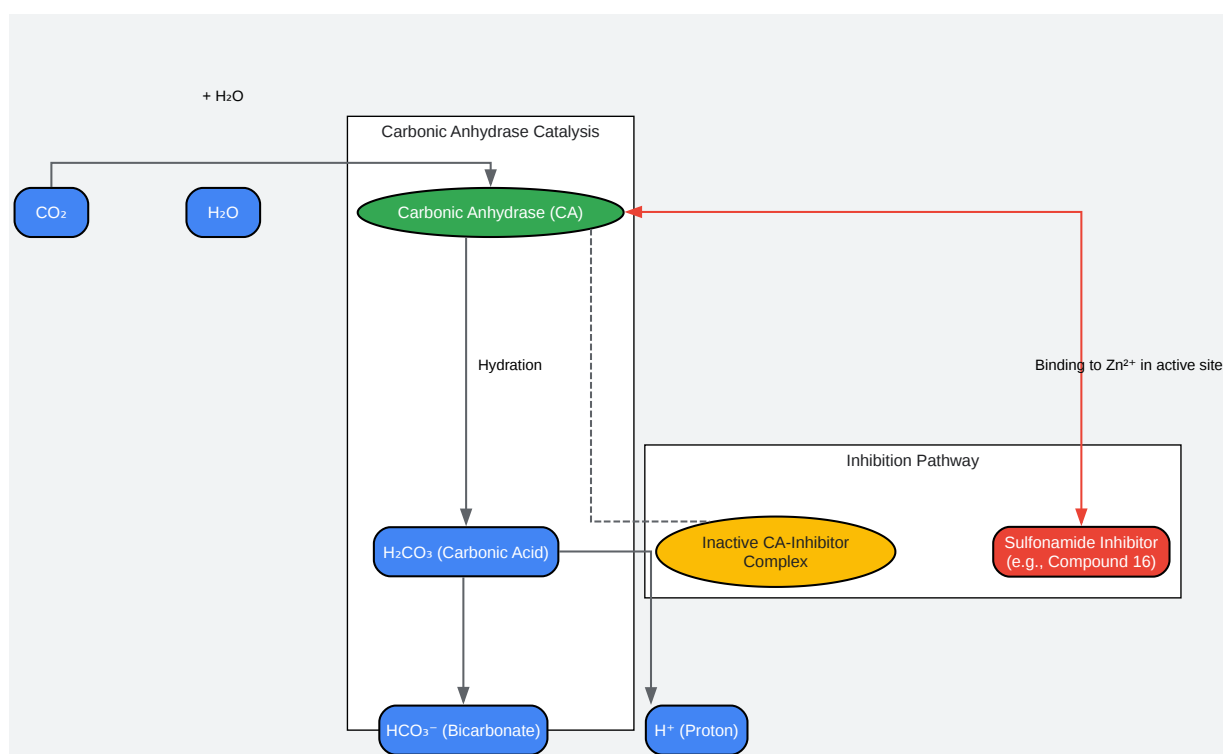 + H₂O
Carbonic Anhydrase Catalysis
CO₂
H₂O
Carbonic Anhydrase (CA)
Hydration
Binding to Zn²⁺ in active site
Inhibition Pathway
H₂CO₃ (Carbonic Acid)
Inactive CA-Inhibitor
Complex
Sulfonamide Inhibitor
(e.g., Compound 16)
HCO₃⁻ (Bicarbonate)
H⁺ (Proton)